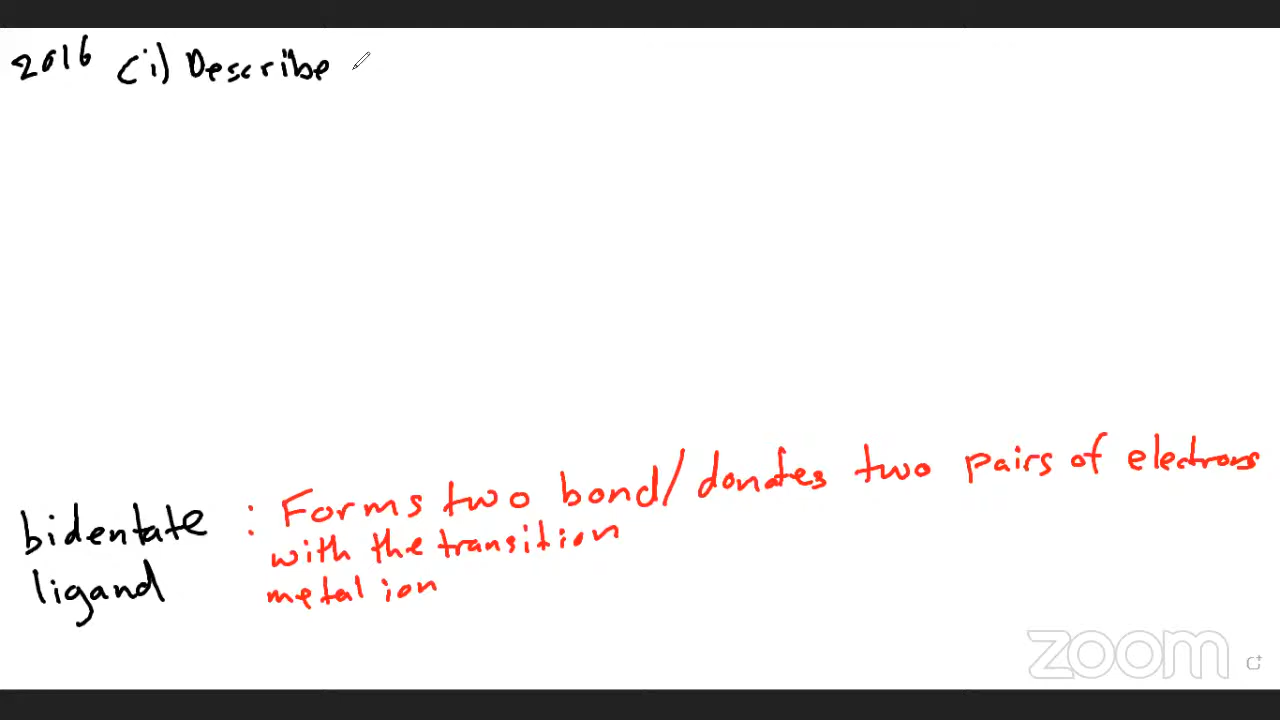 2016 (i) Describe
bidentate : Forms two bond/donates two pairs of electrons
with the transition
ligand metal ion
zoom